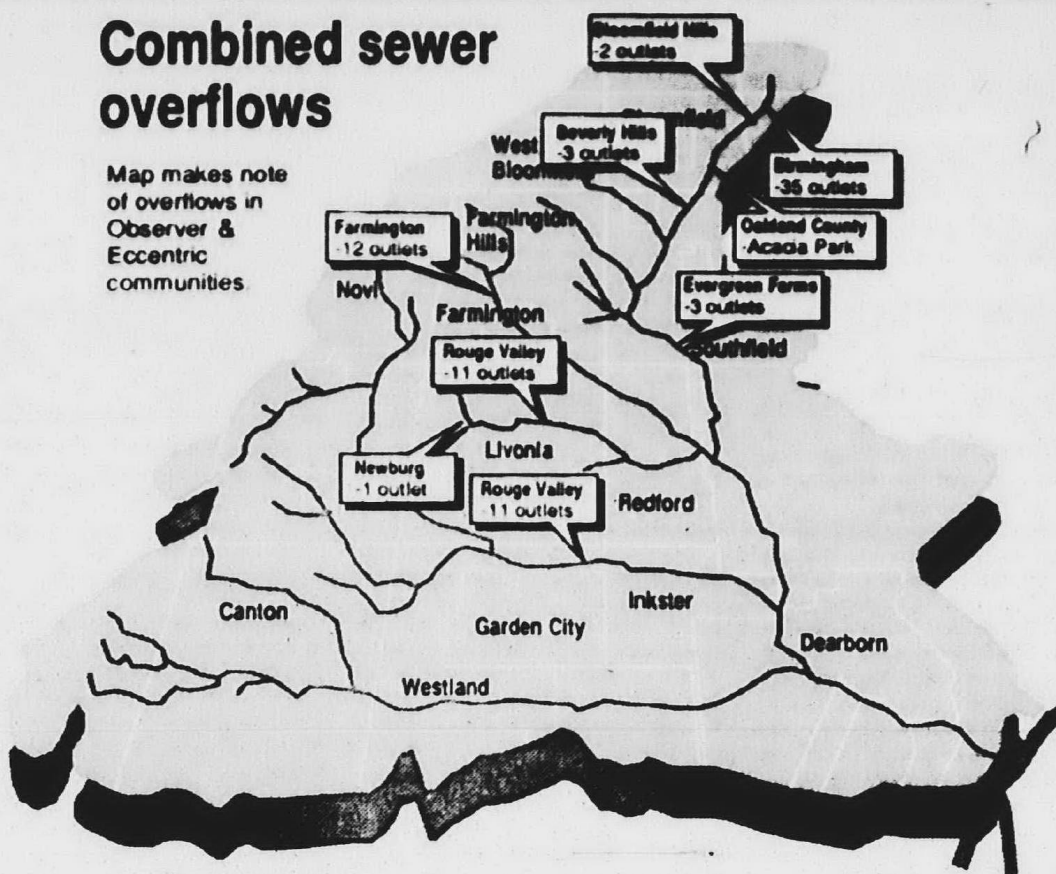 Combined sewer
overflows
Map makes note
of overflows in
Observer &
Eccentric
communities
Bloomfield Hills
-2 outlets
Beverly Hills
-3 outlets
West
Birmingham
-35 outlets
Oakland County
-Acacia Park
Farmington
-12 outlets
Farmington
Hills
Novi
Evergreen Farms
-3 outlets
Farmington
Southfield
Rouge Valley
-11 outlets
Livonia
Newburg
-1 outlet
Rouge Valley
-11 outlets
Redford
Canton
Inkster
Garden City
Dearborn
Westland